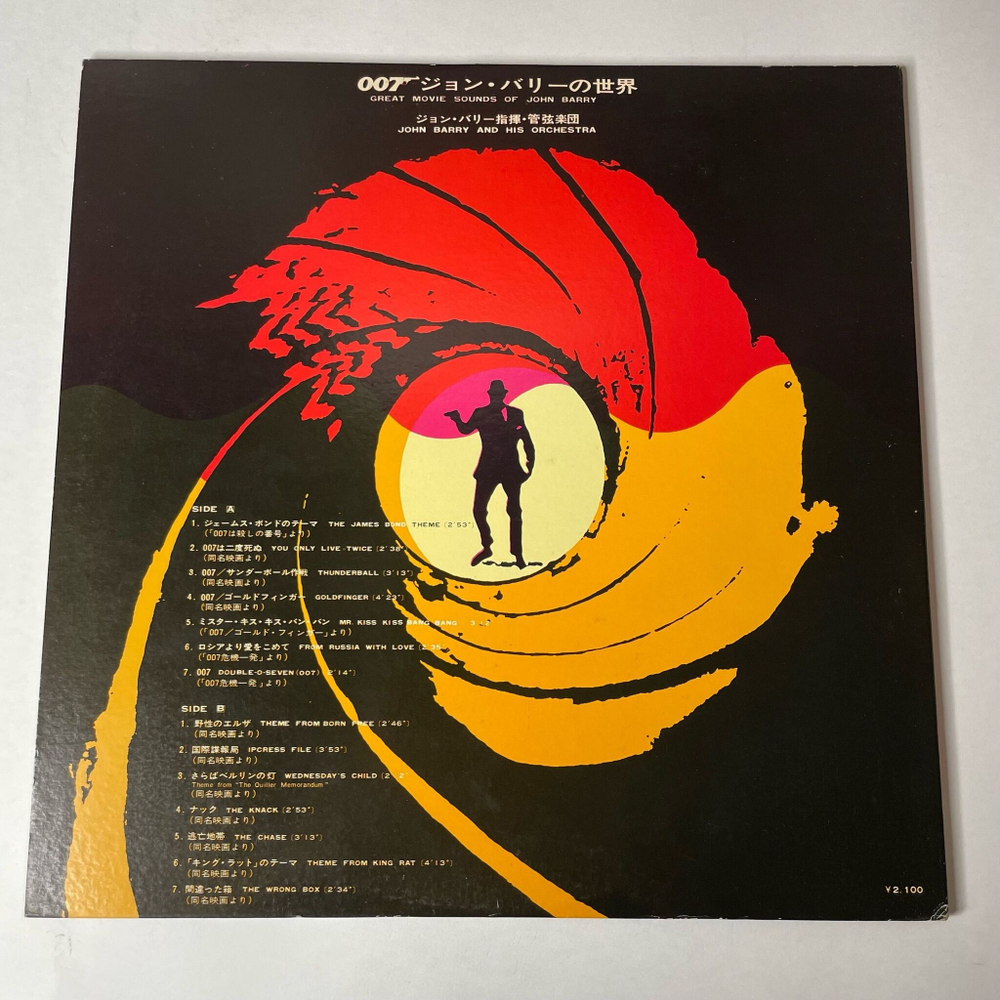 007 ジョン・バリーの世界
GREAT MOVIE SOUNDS OF JOHN BARRY
ジョン・バリー指揮・管弦楽団
JOHN BARRY AND HIS ORCHESTRA
SIDE A
1. ジェームス・ボンドのテーマ THE JAMES BOND THEME (2'53")
(「007は殺しの番号」より)
2. 007は二度死ぬ YOU ONLY LIVE TWICE (2'38"
(同名映画より)
3. 007/サンダーボール作戦 THUNDERBALL (3'13")
(同名映画より)
4. 007/ゴールドフィンガー GOLDFINGER (4'23")
(同名映画より)
5. ミスター・キス・キス・バン・バン MR. KISS KISS BANG BANG
(「007/ゴールド・フィンガー」より)
6. ロシアより愛をこめて FROM RUSSIA WITH LOVE (2'35
(「007危機一発」より)
7. 007 DOUBLE-O-SEVEN (007) 2'14")
(「007危機一発」より)
SIDE B
1. 野性のエルザ THEME FROM BORN FREE (2'46")
(同名映画より)
2. 国際諜報局 IPCRESS FILE (3'53")
(同名映画より)
3. さらばベルリンの灯 WEDNESDAY'S CHILD
Theme from "The Quiller Memorandum"
(同名映画より)
4. ナック THE KNACK (2'53")
(同名映画より)
5. 逃亡地帯 THE CHASE (3'13")
(同名映画より)
6. 「キング・ラット」のテーマ THEME FROM KING RAT (4'13")
(同名映画より)
7. 間違った箱 THE WRONG BOX (2'34")
(同名映画より)
¥2.100